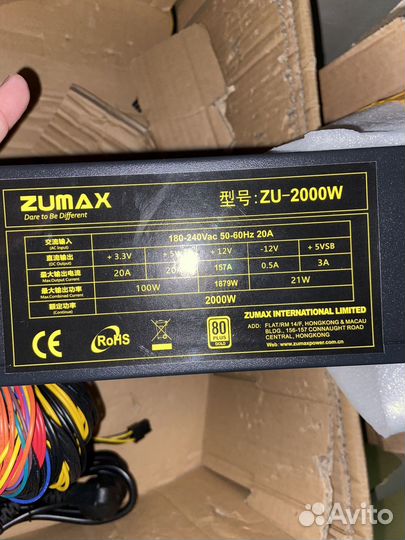 ZUMAX
Dare to Be Different
型号:ZU-2000W
交流输入
(AC Input)
180-240Vac 50-60Hz 20A
直流输出
(DC Output)
+ 3.3V + 5V + 12V -12V + 5VSB
最大输出电流
(Max.Output Current)
20A 157A 0.5A 3A
最大输出功率
(Max.Combined Current)
100W 1879W 21W
额定功率
(Continue)
2000W
ZUMAX INTERNATIONAL LIMITED
ADD: FLAT/RM 14/F, HONGKONG & MACAU
BLDG., 156-157 CONNAUGHT ROAD
CENTRAL, HONGKONG
Web: www.zumaxpower.com.cn
CE
RoHS
80
PLUS
GOLD
Avito